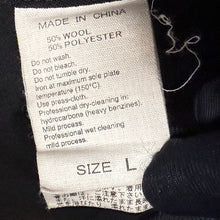 MADE IN CHINA
50% WOOL
50% POLYESTER
Do not wash.
Do not bleach.
Do not tumble dry.
Iron at maximum sole plate
temperature (150°C).
Use press-cloth.
Professional dry-cleaning in:
hydrocarbon (heavy benzines)
Mild process.
Professional wet cleaning
mild process.
SIZE L